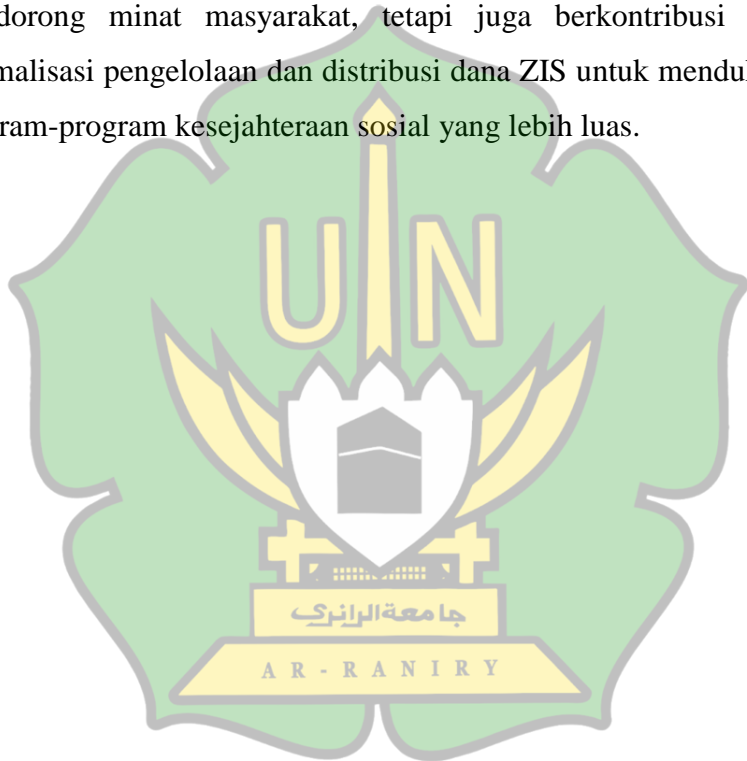 dorong minat masyarakat, tetapi juga berkontribusi
malisasi pengelolaan dan distribusi dana ZIS untuk mendu
ram-program kesejahteraan sosial yang lebih luas.
UIN
جامعة الرانري
AR-RANIRY